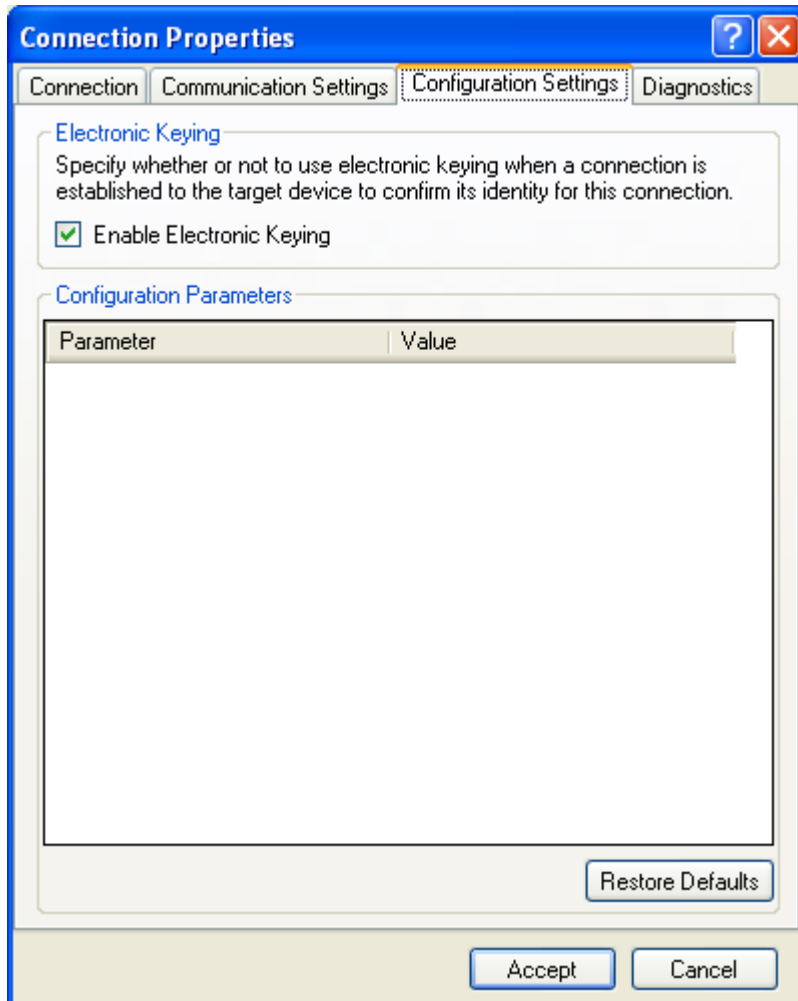 Connection Properties
?
Connection Communication Settings Configuration Settings Diagnostics
Electronic Keying
Specify whether or not to use electronic keying when a connection is
established to the target device to confirm its identity for this connection.
Enable Electronic Keying
Configuration Parameters
Parameter Value
Restore Defaults
Accept Cancel